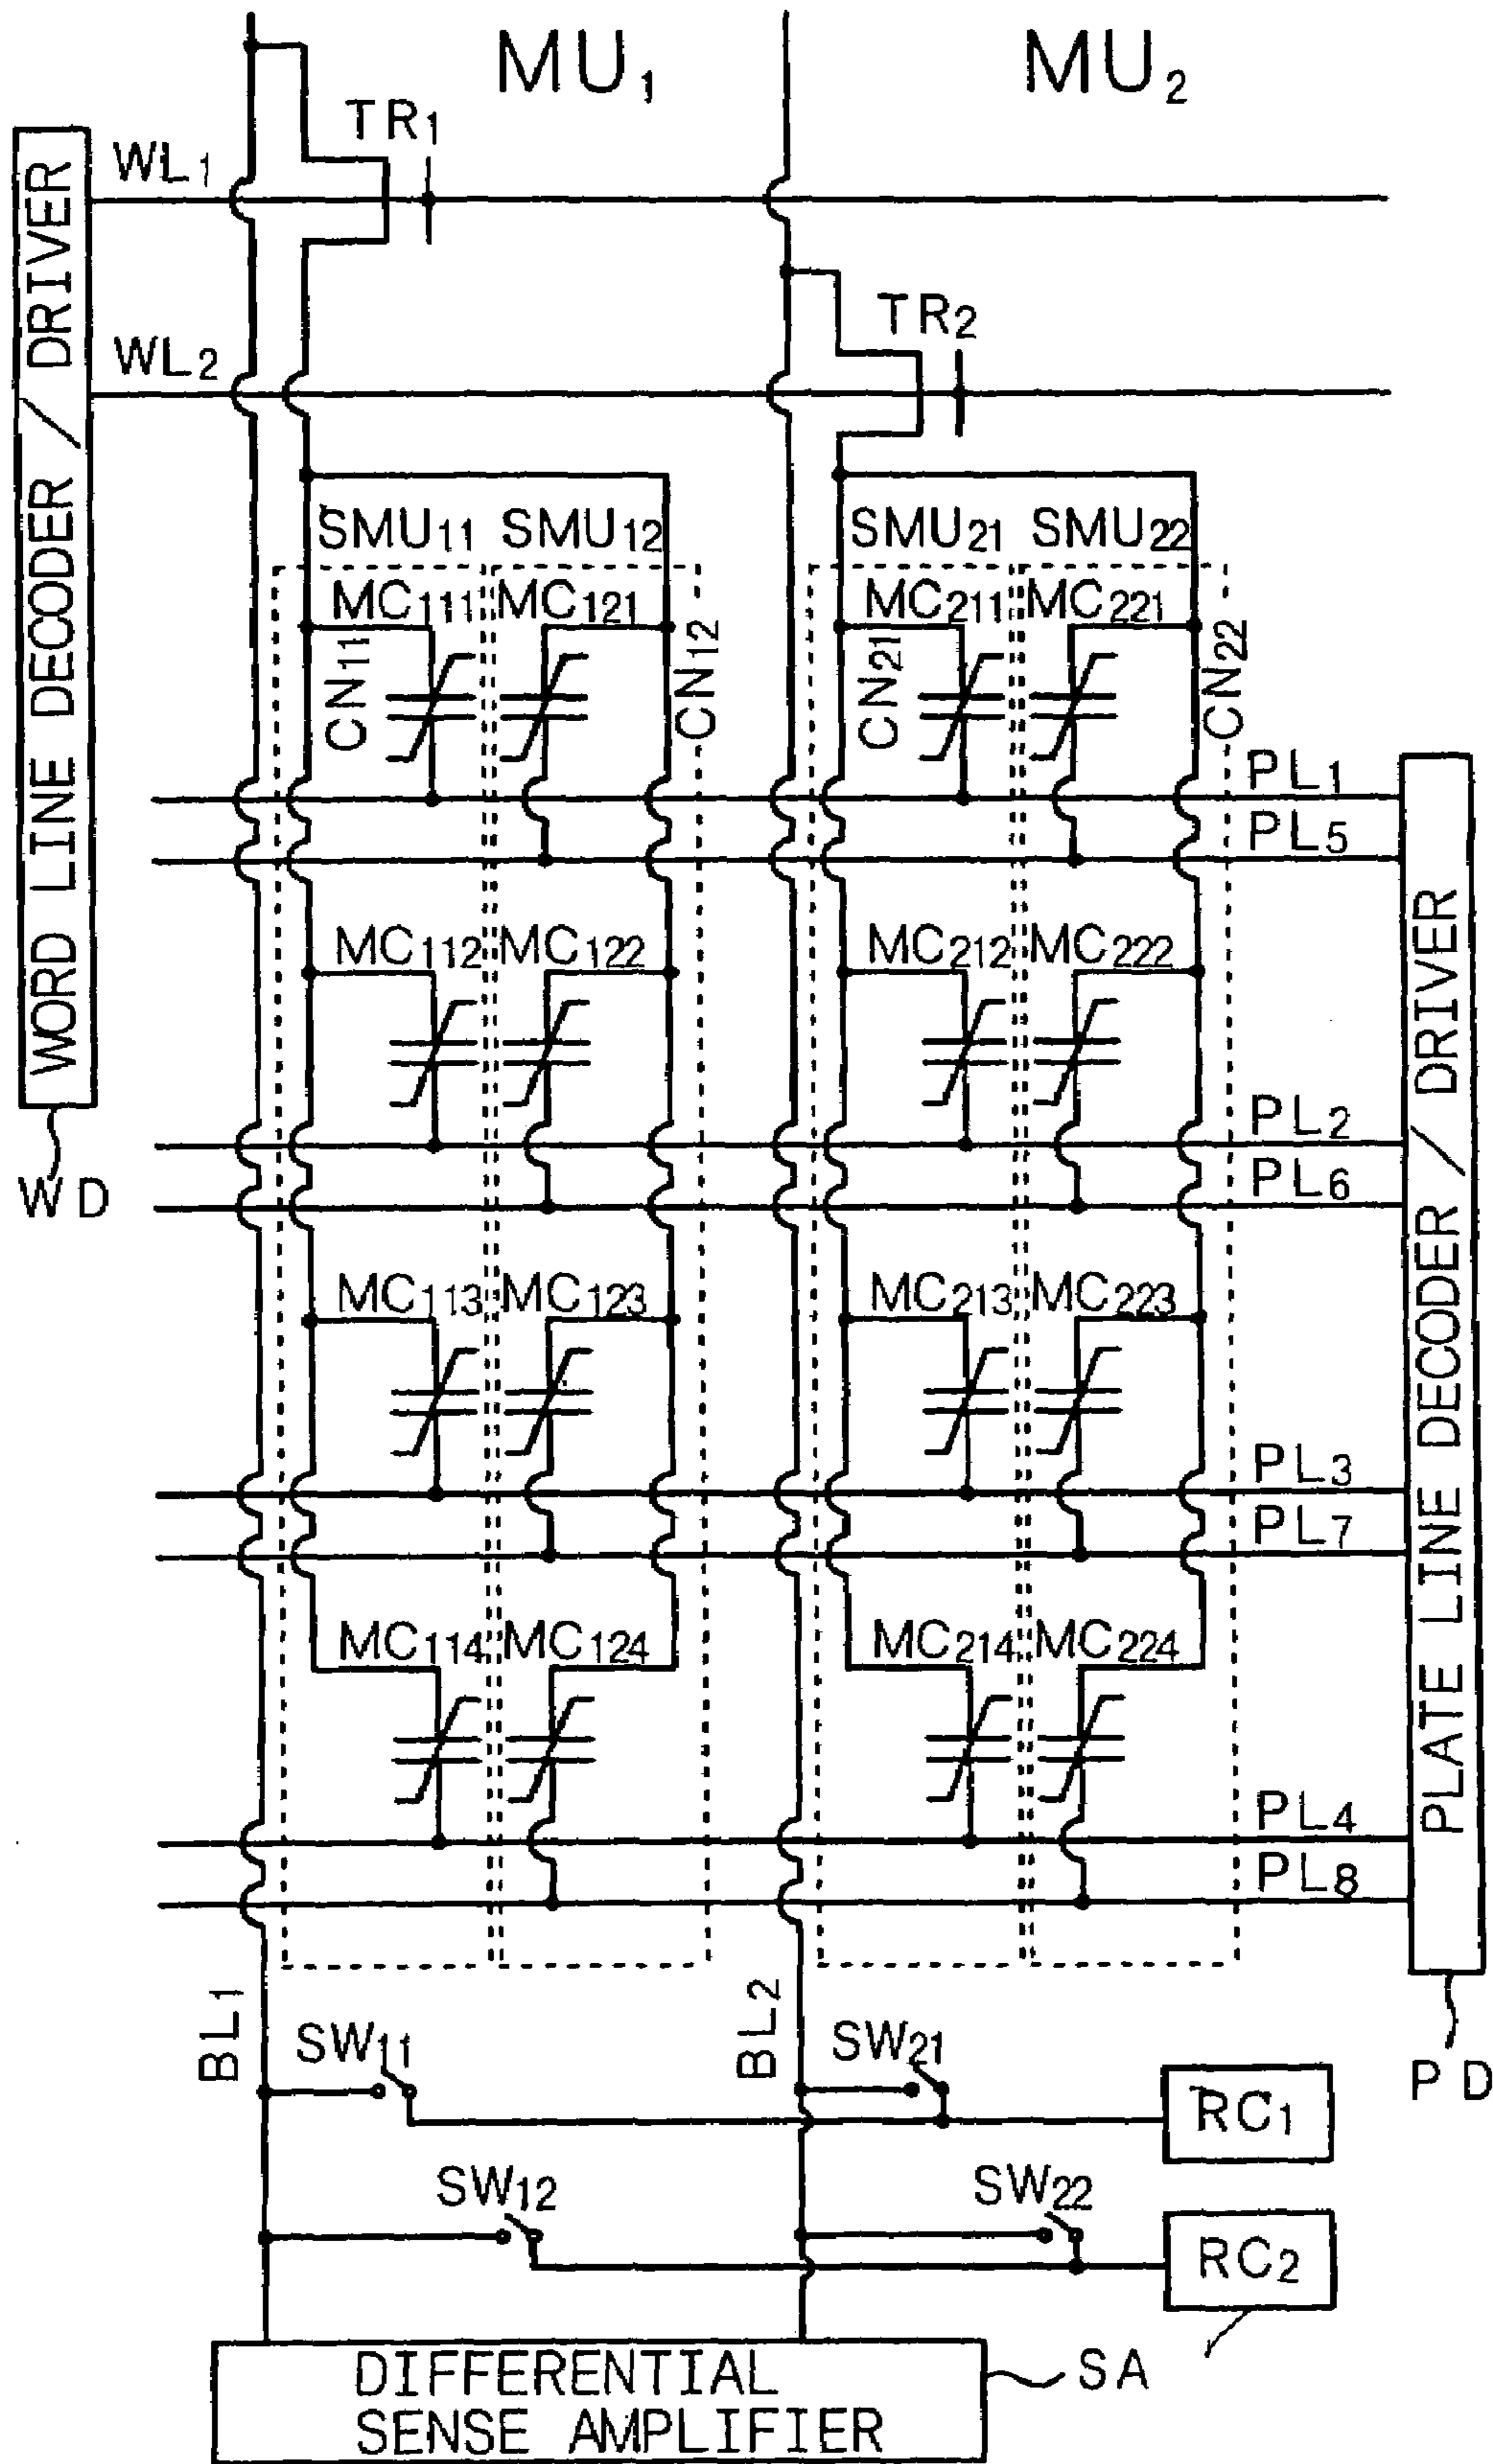 MU1 MU2
TR1
WL1
TR2
WL2
WORD LINE DECODER / DRIVER
WD
SMU11 SMU12 SMU21 SMU22
MC111 MC121 MC211 MC221
CN11 CN12 CN21 CN22
PL1
PL5
MC112 MC122 MC212 MC222
PL2
PL6
MC113 MC123 MC213 MC223
PL3
PL7
MC114 MC124 MC214 MC224
PL4
PL8
PLATE LINE DECODER / DRIVER
PD
BL1 BL2
SW11 SW21
RC1
SW12 SW22
RC2
DIFFERENTIAL
SENSE AMPLIFIER
SA